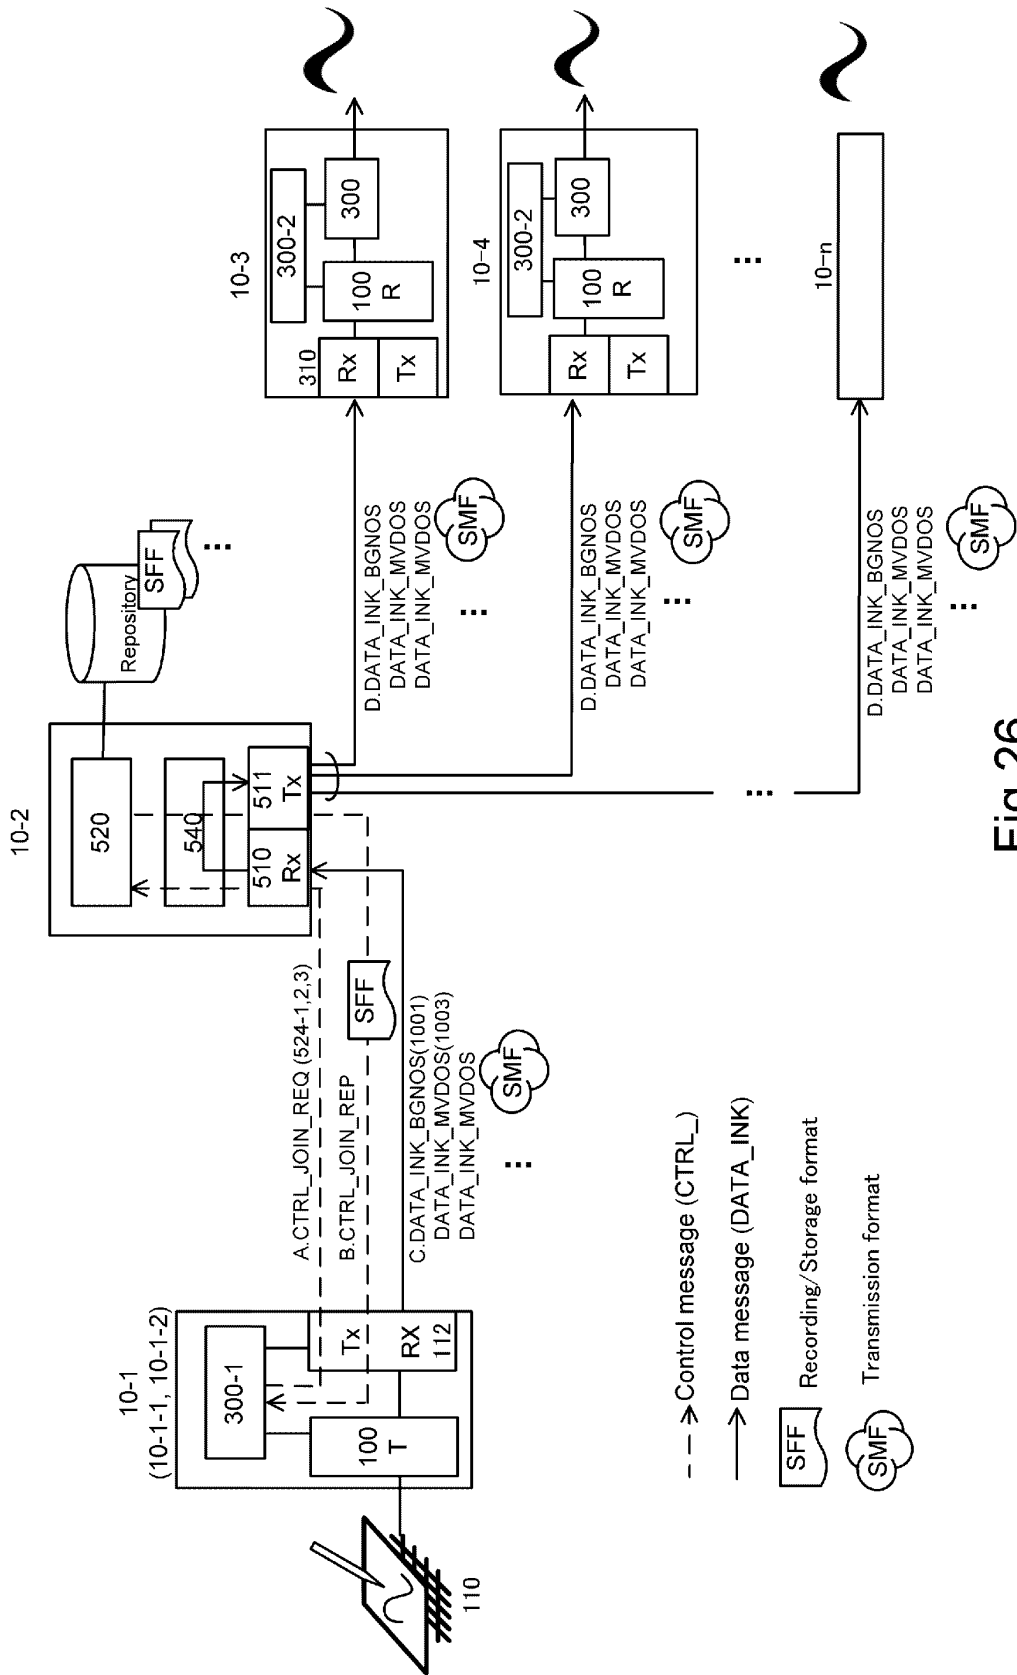 10-1
(10-1-1, 10-1-2)
300-1
100
T
Tx
RX
112
110
A.CTRL_JOIN_REQ (524-1,2,3)
B.CTRL_JOIN_REP
SFF
C.DATA_INK_BGNOS(1001)
DATA_INK_MVDOS(1003)
DATA_INK_MVDOS
...
SMF
10-2
520
540
510
Rx
511
Tx
Repository
SFF
...
D.DATA_INK_BGNOS
DATA_INK_MVDOS
DATA_INK_MVDOS
...
SMF
10-3
300-2
300
100
R
310
Rx
Tx
D.DATA_INK_BGNOS
DATA_INK_MVDOS
DATA_INK_MVDOS
...
SMF
10-4
300-2
300
100
R
Rx
Tx
...
...
D.DATA_INK_BGNOS
DATA_INK_MVDOS
DATA_INK_MVDOS
...
SMF
10-n
Control message (CTRL_)
Data message (DATA_INK)
SFF
Recording/Storage format
SMF
Transmission format
Fig.26